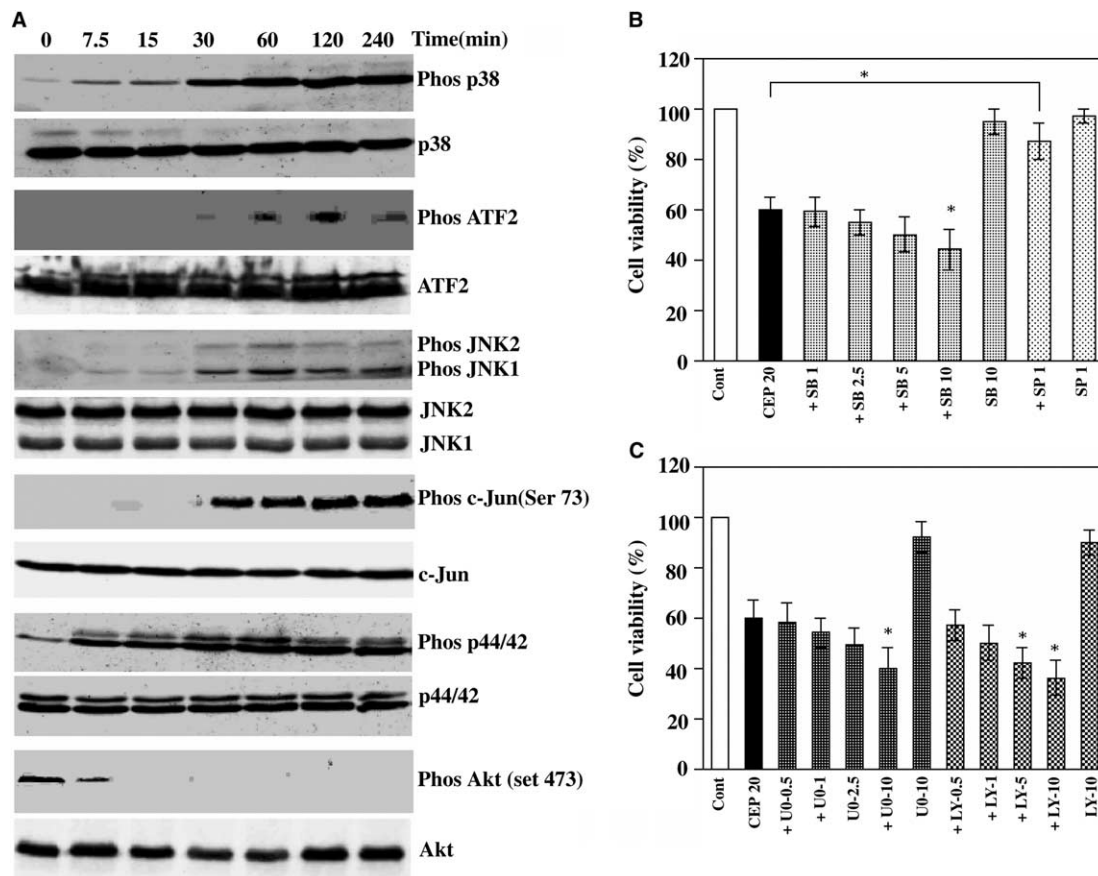 A
0 7.5 15 30 60 120 240 Time(min)
Phos p38
p38
Phos ATF2
ATF2
Phos JNK2
Phos JNK1
JNK2
JNK1
Phos c-Jun(Ser 73)
c-Jun
Phos p44/42
p44/42
Phos Akt (set 473)
Akt
B
120
100
80
60
40
20
0
Cell viability (%)
*
*
Cont
CEP 20
+ SB 1
+ SB 2.5
+ SB 5
+ SB 10
SB 10
+ SP 1
SP 1
C
120
100
80
60
40
20
0
Cell viability (%)
*
*
*
Cont
CEP 20
+ U0-0.5
+ U0-1
U0-2.5
+ U0-10
U0-10
+ LY-0.5
+ LY-1
+ LY-5
+ LY-10
LY-10